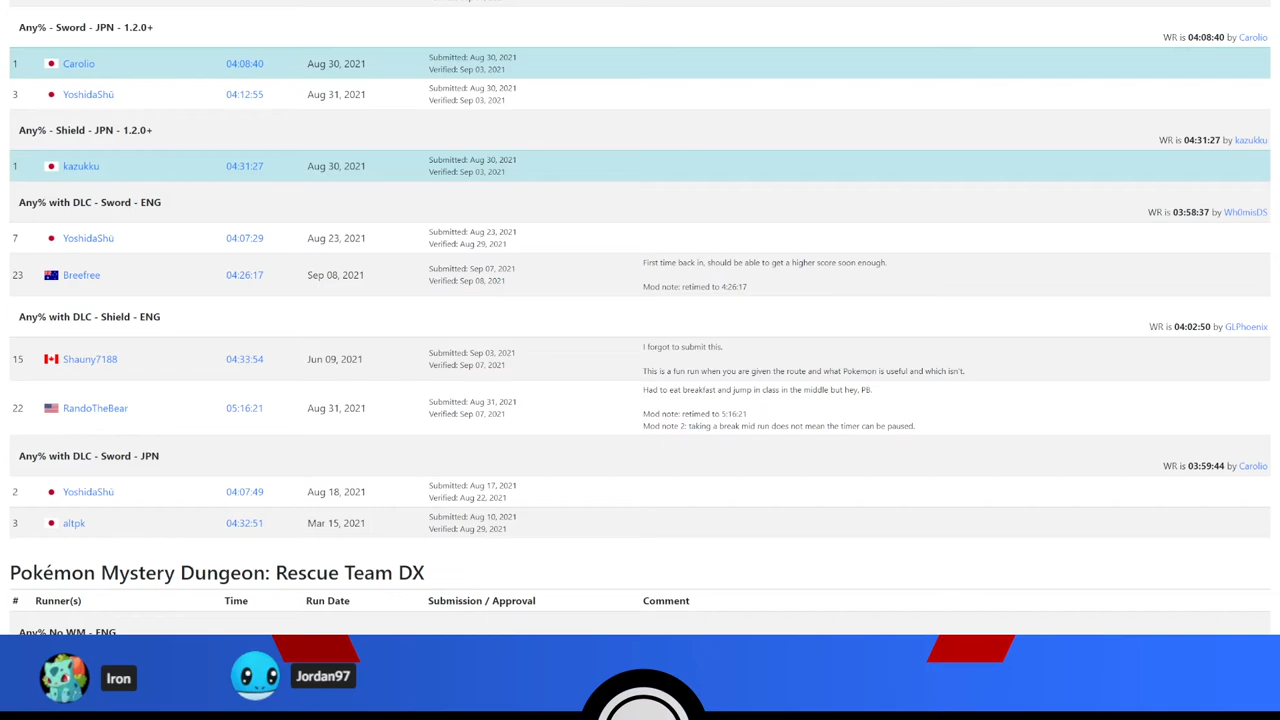 Any% - Sword - JPN - 1.2.0+
WR is 04:08:40 by Carolio
1 Carolio 04:08:40 Aug 30, 2021 Submitted: Aug 30, 2021
Verified: Sep 03, 2021
3 YoshidaShú 04:12:55 Aug 31, 2021 Submitted: Aug 30, 2021
Verified: Sep 03, 2021
Any% - Shield - JPN - 1.2.0+
WR is 04:31:27 by kazukku
1 kazukku 04:31:27 Aug 30, 2021 Submitted: Aug 30, 2021
Verified: Sep 03, 2021
Any% with DLC - Sword - ENG
WR is 03:58:37 by Wh0misDS
7 YoshidaShú 04:07:29 Aug 23, 2021 Submitted: Aug 23, 2021
Verified: Aug 29, 2021
23 Breefree 04:26:17 Sep 08, 2021 Submitted: Sep 07, 2021
Verified: Sep 08, 2021
First time back in, should be able to get a higher score soon enough.
Mod note: retimed to 4:26:17
Any% with DLC - Shield - ENG
WR is 04:02:50 by GLPhoenix
15 Shauny7188 04:33:54 Jun 09, 2021 Submitted: Sep 03, 2021
Verified: Sep 07, 2021
I forgot to submit this.
This is a fun run when you are given the route and what Pokemon is useful and which isn't.
22 RandoTheBear 05:16:21 Aug 31, 2021 Submitted: Aug 31, 2021
Verified: Sep 07, 2021
Had to eat breakfast and jump in class in the middle but hey, PB.
Mod note: retimed to 5:16:21
Mod note 2: taking a break mid run does not mean the timer can be paused.
Any% with DLC - Sword - JPN
WR is 03:59:44 by Carolio
2 YoshidaShú 04:07:49 Aug 18, 2021 Submitted: Aug 17, 2021
Verified: Aug 22, 2021
3 altpk 04:32:51 Mar 15, 2021 Submitted: Aug 10, 2021
Verified: Aug 29, 2021
Pokémon Mystery Dungeon: Rescue Team DX
# Runner(s) Time Run Date Submission / Approval Comment
Any% No WM - ENG
Iron
Jordan97